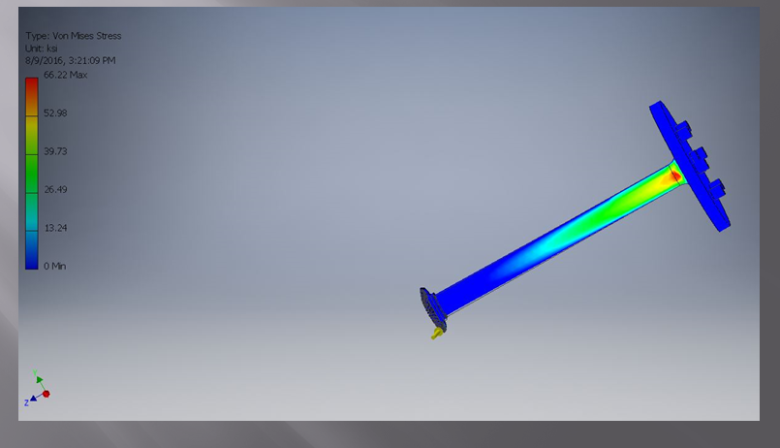 Type: Von Mises Stress
Unit: ksi
8/9/2016, 3:21:09 PM
66.22 Max
52.98
39.73
26.49
13.24
0 Min
Y
Z